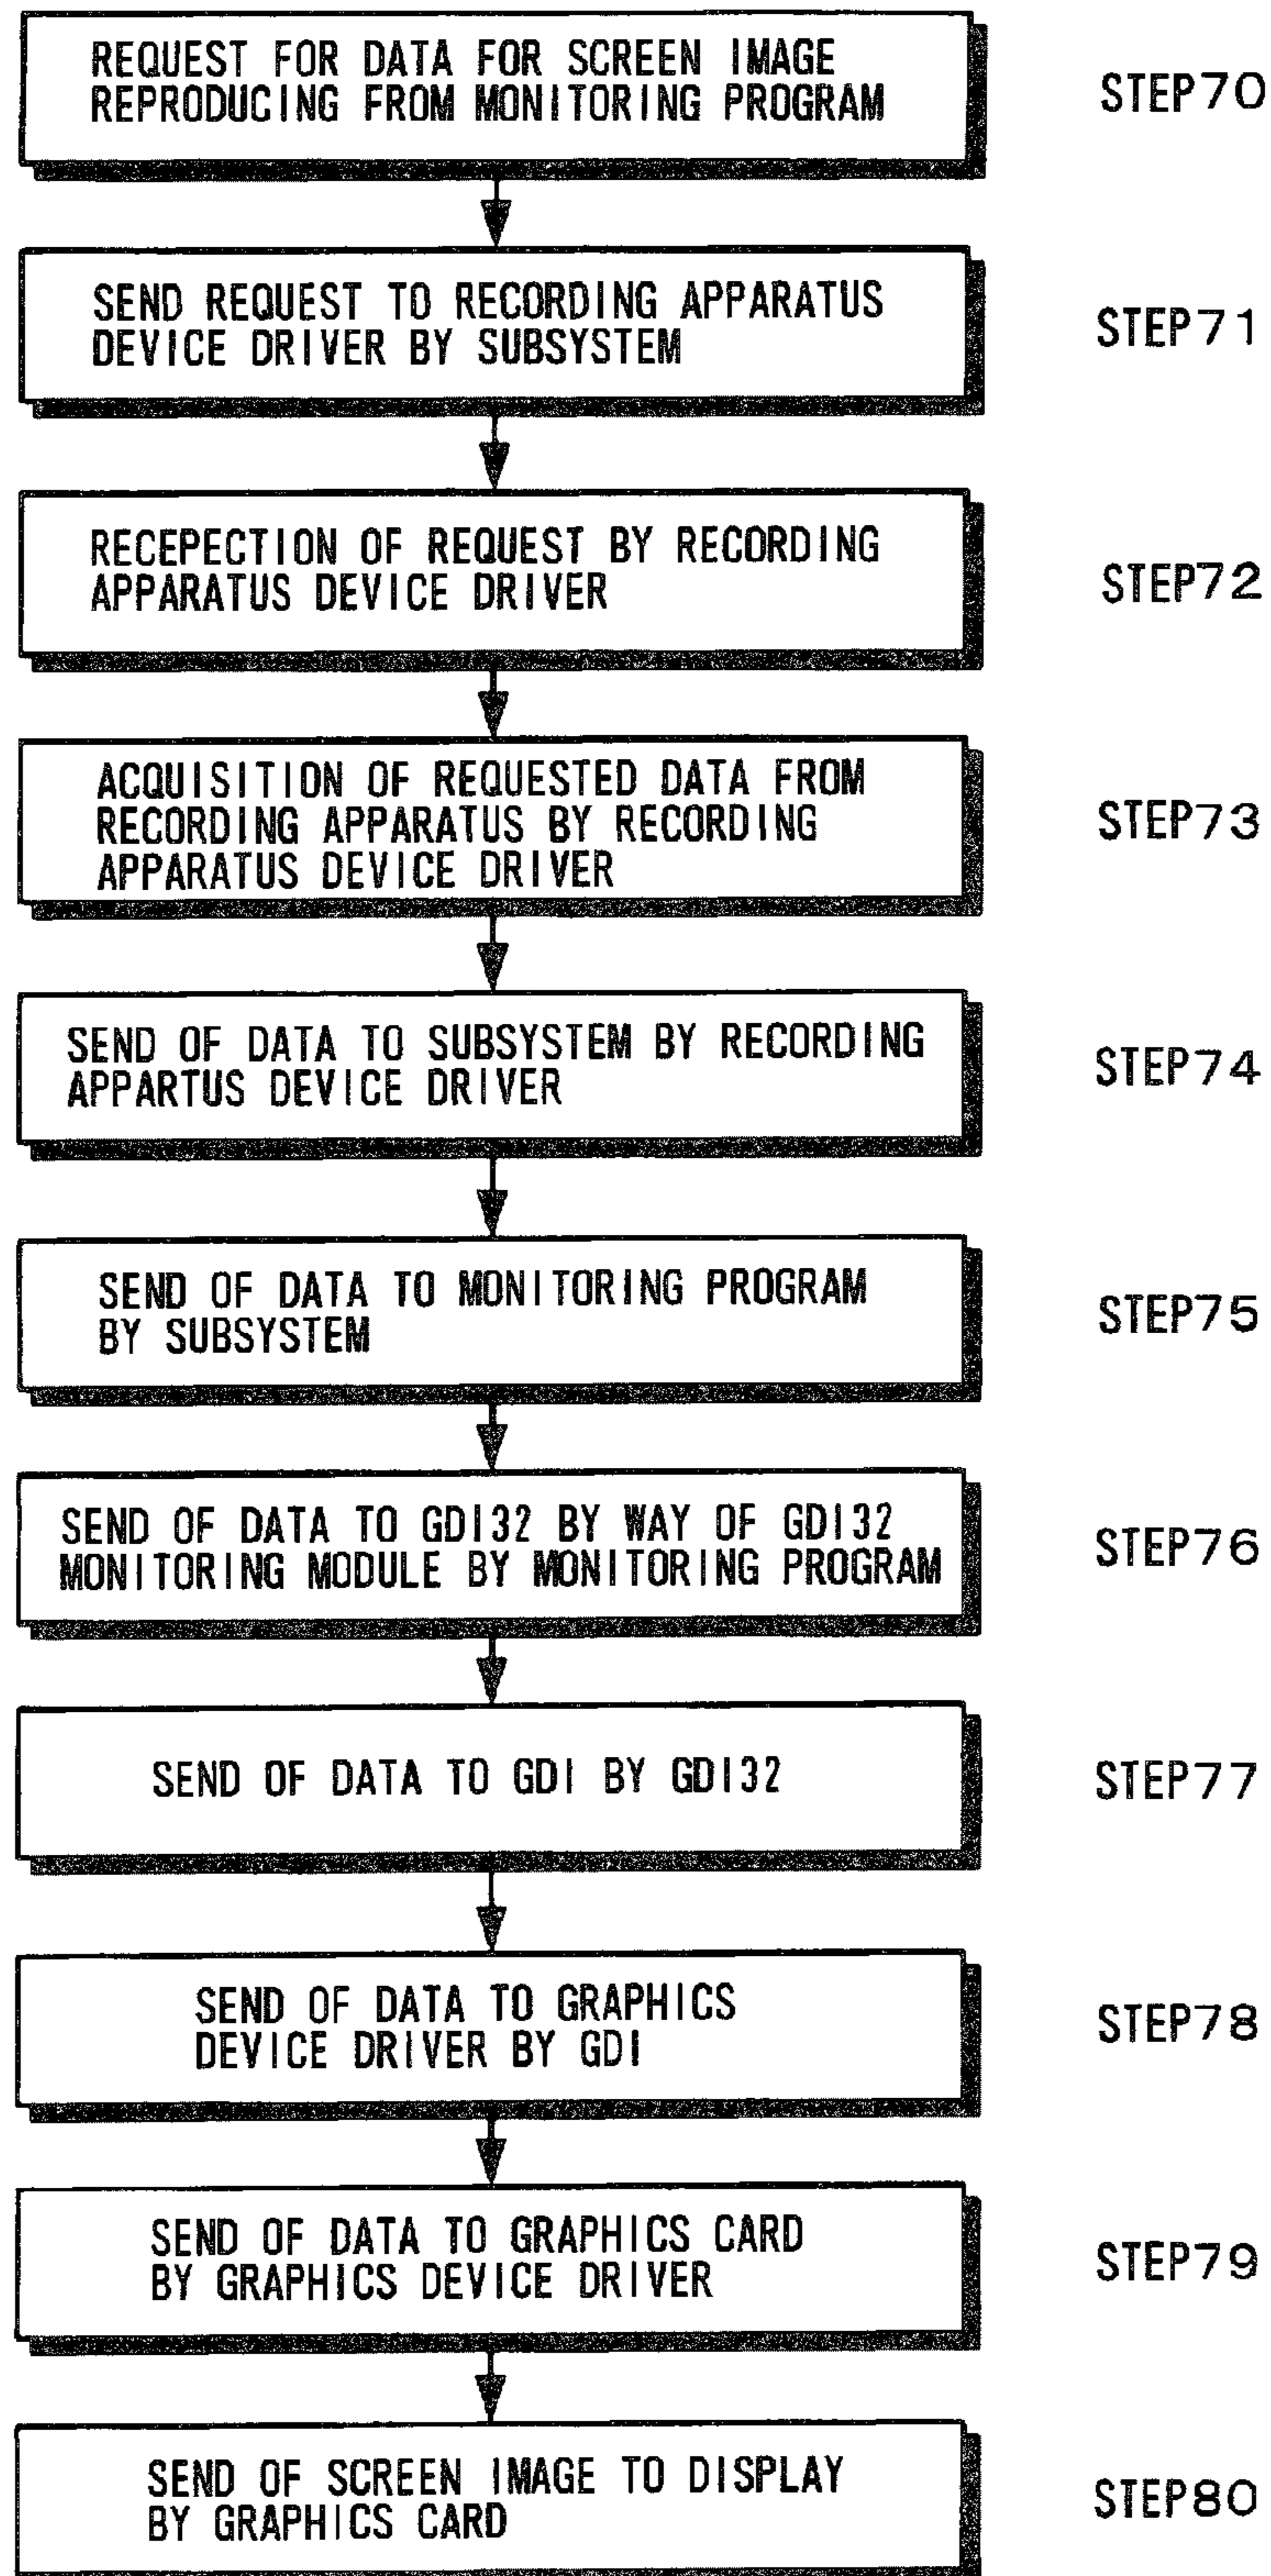 REQUEST FOR DATA FOR SCREEN IMAGE
REPRODUCING FROM MONITORING PROGRAM
STEP70
SEND REQUEST TO RECORDING APPARATUS
DEVICE DRIVER BY SUBSYSTEM
STEP71
RECEPECTION OF REQUEST BY RECORDING
APPARATUS DEVICE DRIVER
STEP72
ACQUISITION OF REQUESTED DATA FROM
RECORDING APPARATUS BY RECORDING
APPARATUS DEVICE DRIVER
STEP73
SEND OF DATA TO SUBSYSTEM BY RECORDING
APPARTUS DEVICE DRIVER
STEP74
SEND OF DATA TO MONITORING PROGRAM
BY SUBSYSTEM
STEP75
SEND OF DATA TO GDI32 BY WAY OF GDI32
MONITORING MODULE BY MONITORING PROGRAM
STEP76
SEND OF DATA TO GDI BY GDI32
STEP77
SEND OF DATA TO GRAPHICS
DEVICE DRIVER BY GDI
STEP78
SEND OF DATA TO GRAPHICS CARD
BY GRAPHICS DEVICE DRIVER
STEP79
SEND OF SCREEN IMAGE TO DISPLAY
BY GRAPHICS CARD
STEP80